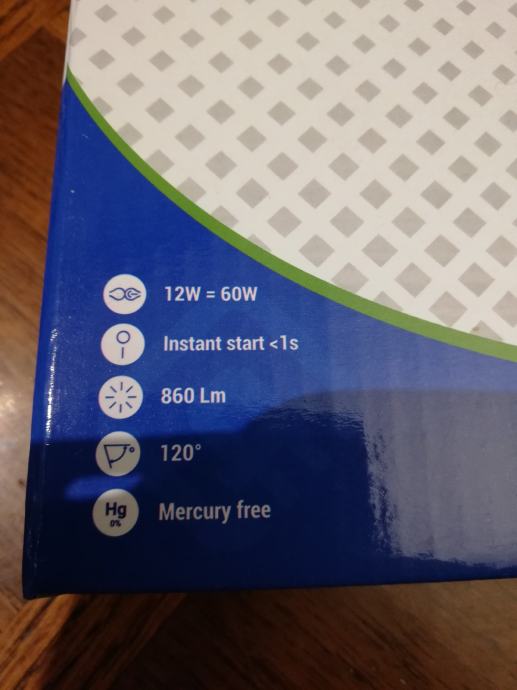 12W = 60W
Instant start <1s
860 Lm
120°
Hg
0%
Mercury free